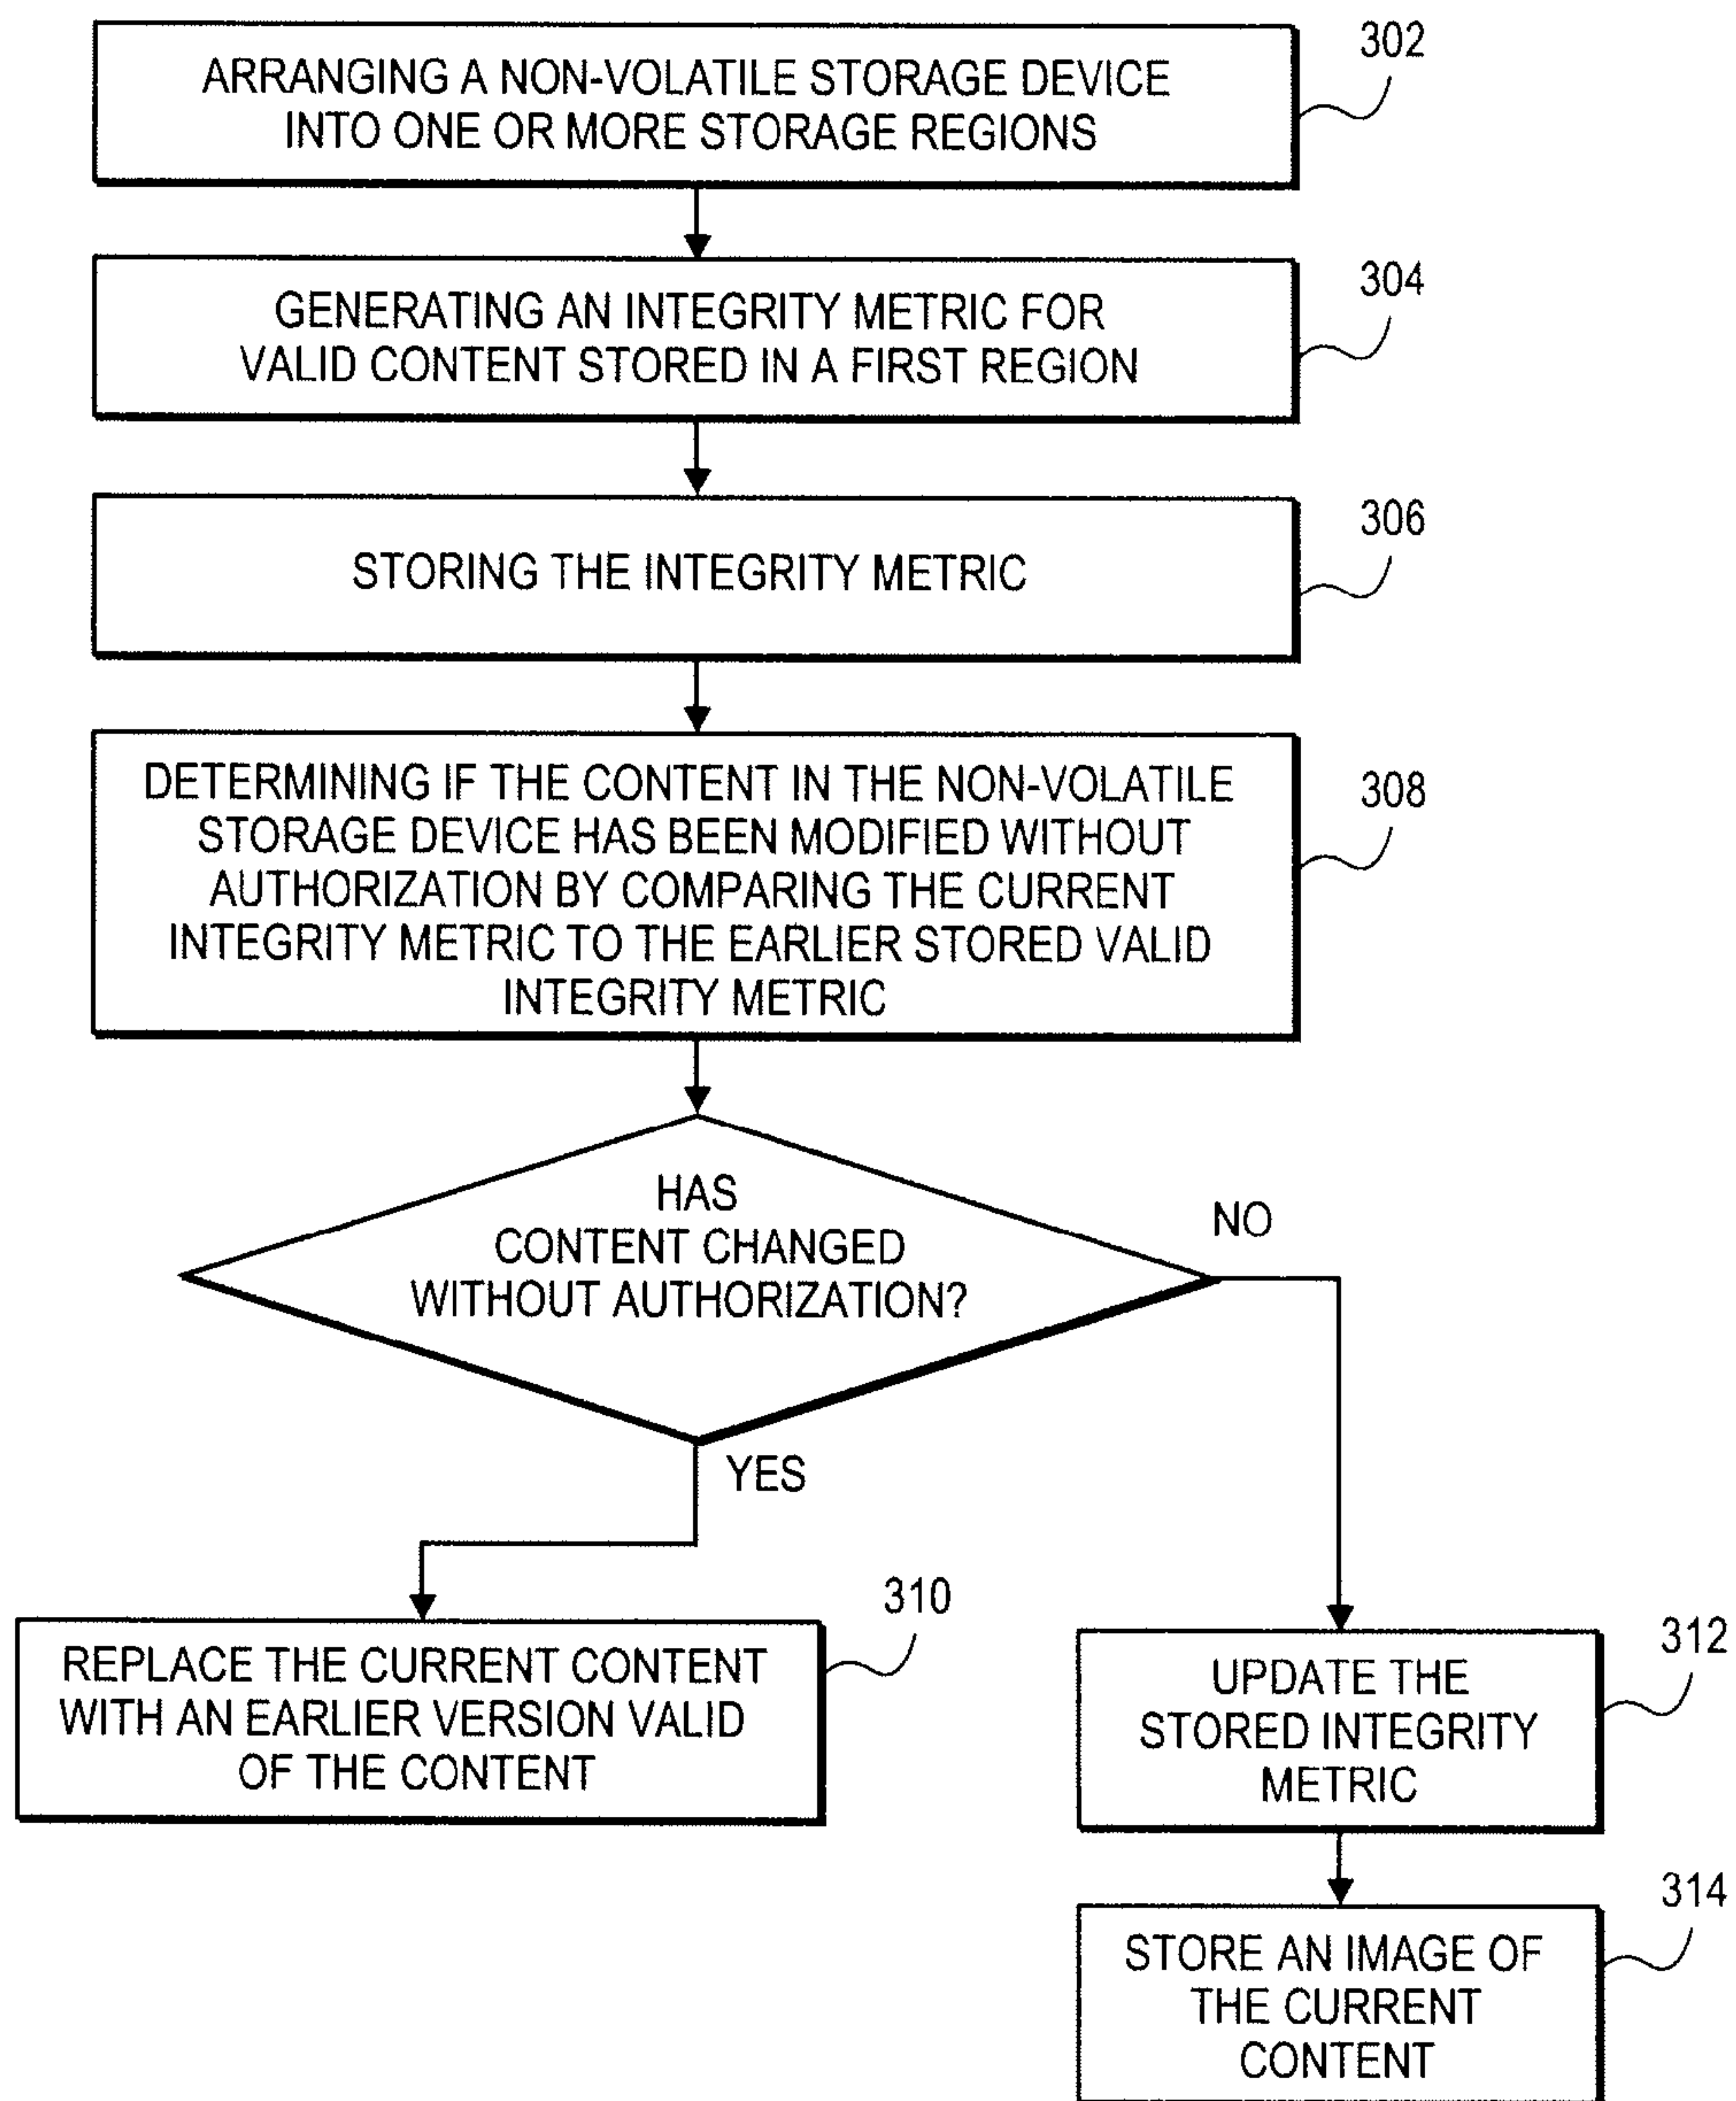 302
ARRANGING A NON-VOLATILE STORAGE DEVICE
INTO ONE OR MORE STORAGE REGIONS
304
GENERATING AN INTEGRITY METRIC FOR
VALID CONTENT STORED IN A FIRST REGION
306
STORING THE INTEGRITY METRIC
308
DETERMINING IF THE CONTENT IN THE NON-VOLATILE
STORAGE DEVICE HAS BEEN MODIFIED WITHOUT
AUTHORIZATION BY COMPARING THE CURRENT
INTEGRITY METRIC TO THE EARLIER STORED VALID
INTEGRITY METRIC
HAS
CONTENT CHANGED
WITHOUT AUTHORIZATION?
NO
YES
310
REPLACE THE CURRENT CONTENT
WITH AN EARLIER VERSION VALID
OF THE CONTENT
312
UPDATE THE
STORED INTEGRITY
METRIC
314
STORE AN IMAGE OF
THE CURRENT
CONTENT